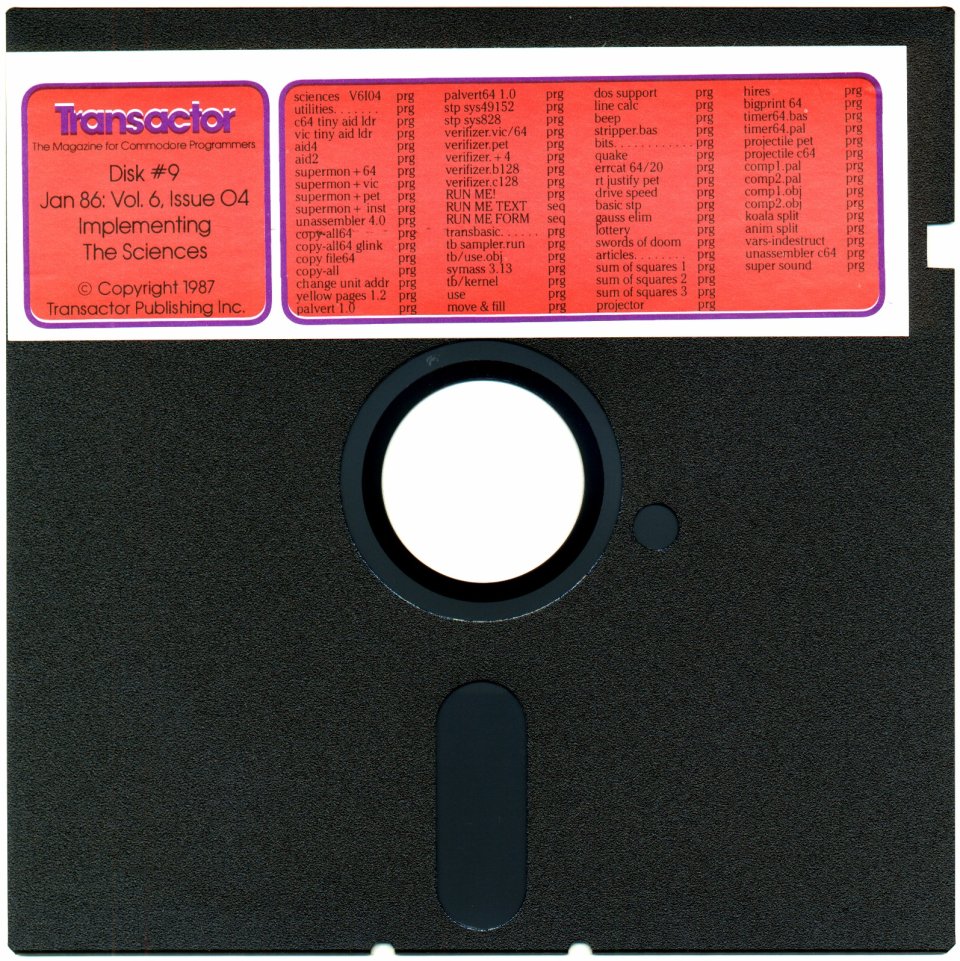 Transactor
The Magazine for Commodore Programmers
Disk #9
Jan 86: Vol. 6, Issue 04
Implementing
The Sciences
© Copyright 1987
Transactor Publishing Inc.
sciences V6I04 prg
utilities. . . . . . prg
c64 tiny aid ldr prg
vic tiny aid ldr prg
aid4 prg
aid2 prg
supermon + 64 prg
supermon + vic prg
supermon + pet prg
supermon + inst prg
unassembler 4.0 prg
copy-all64 prg
copy-all64 glink prg
copy file64 prg
copy-all prg
change unit addr prg
yellow pages 1.2 prg
palvert 1.0 prg
palvert64 1.0 prg
stp sys49152 prg
stp sys828 prg
verifizer.vic/64 prg
verifizer.pet prg
verifizer. + 4 prg
verifizer.b128 prg
verifizer.c128 prg
RUN ME! prg
RUN ME TEXT seq
RUN ME FORM seq
transbasic. . . . . . prg
tb sampler.run prg
tb/use.obj prg
symass 3.13 prg
tb/kernel prg
use prg
move & fill prg
dos support prg
line calc prg
beep prg
stripper.bas prg
bits. . . . . . . . . . . . prg
quake prg
errcat 64/20 prg
rt justify pet prg
drive speed prg
basic stp prg
gauss elim prg
lottery prg
swords of doom prg
articles. . . . . . . . prg
sum of squares 1 prg
sum of squares 2 prg
sum of squares 3 prg
projector prg
hires prg
bigprint 64 prg
timer64.bas prg
timer64.pal prg
projectile pet prg
projectile c64 prg
comp1.pal prg
comp2.pal prg
comp1.obj prg
comp2.obj prg
koala split prg
anim split prg
vars-indestruct prg
unassembler c64 prg
super sound prg